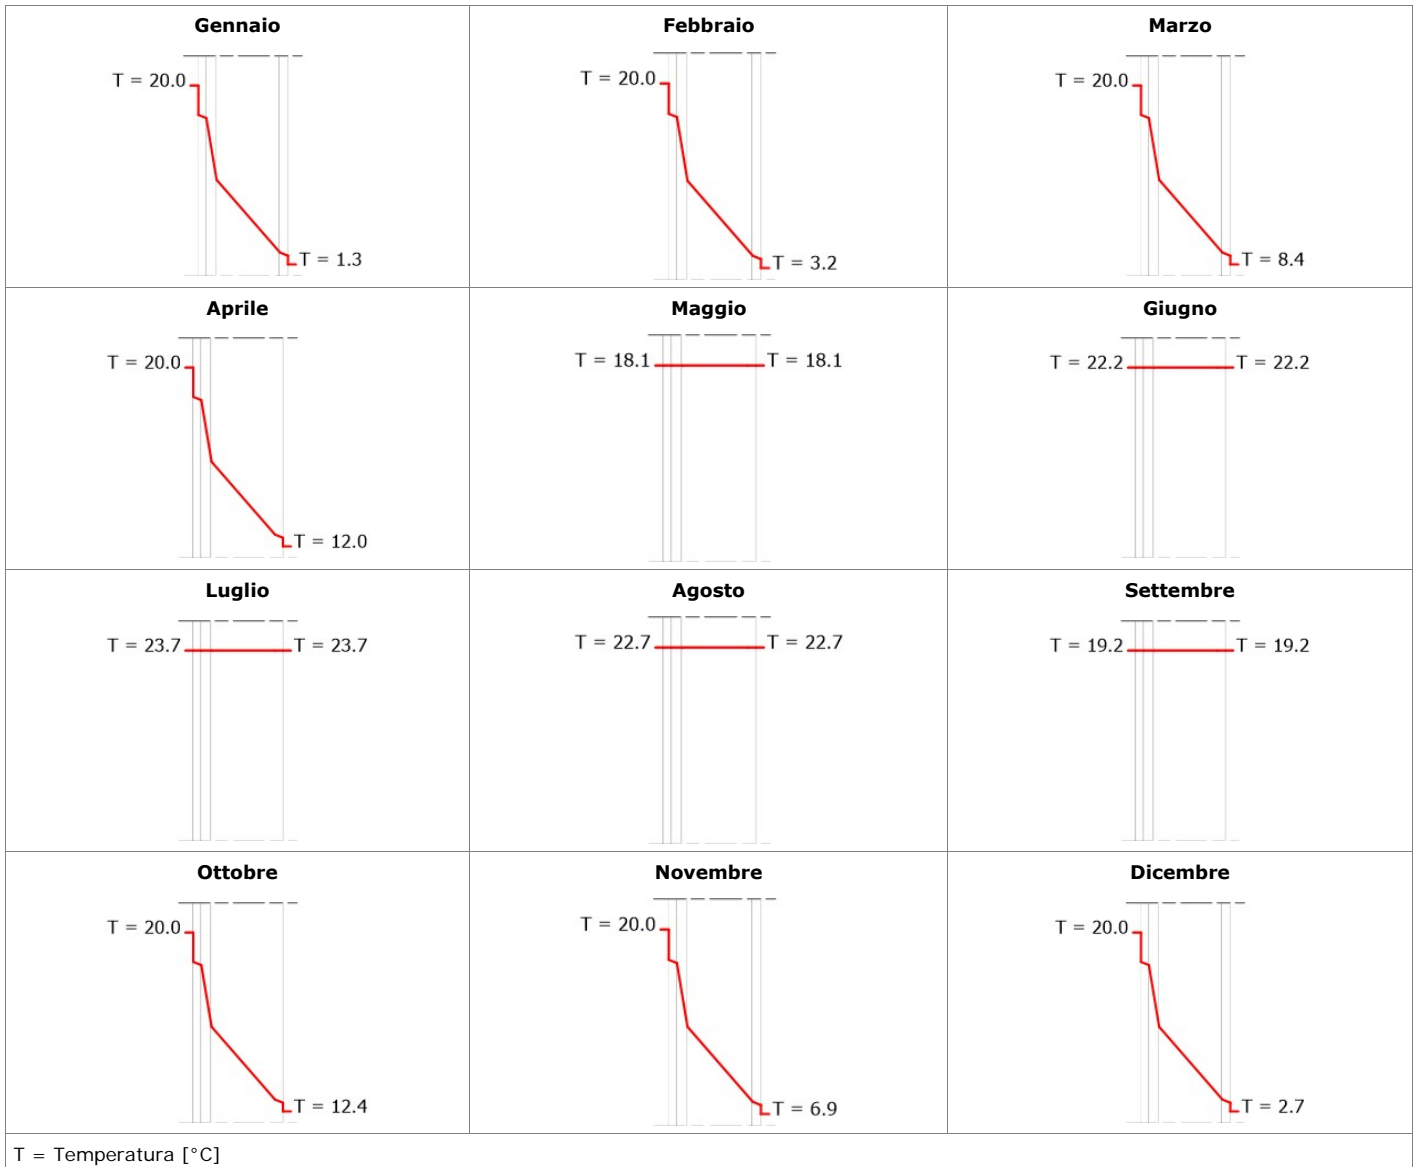 Gennaio
T = 20.0
T = 1.3
Febbraio
T = 20.0
T = 3.2
Marzo
T = 20.0
T = 8.4
Aprile
T = 20.0
T = 12.0
Maggio
T = 18.1 T = 18.1
Giugno
T = 22.2 T = 22.2
Luglio
T = 23.7 T = 23.7
Agosto
T = 22.7 T = 22.7
Settembre
T = 19.2 T = 19.2
Ottobre
T = 20.0
T = 12.4
Novembre
T = 20.0
T = 6.9
Dicembre
T = 20.0
T = 2.7
T = Temperatura [°C]